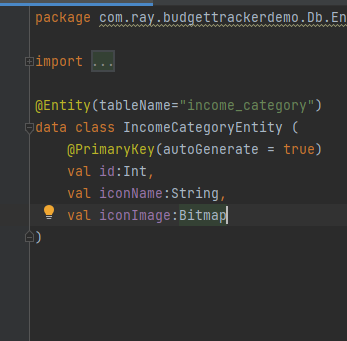 package com.ray.budgettrackerdemo.Db.En
import ...
@Entity(tableName="income_category")
data class IncomeCategoryEntity (
@PrimaryKey(autoGenerate = true)
val id:Int,
val iconName:String,
val iconImage:Bitmap
)